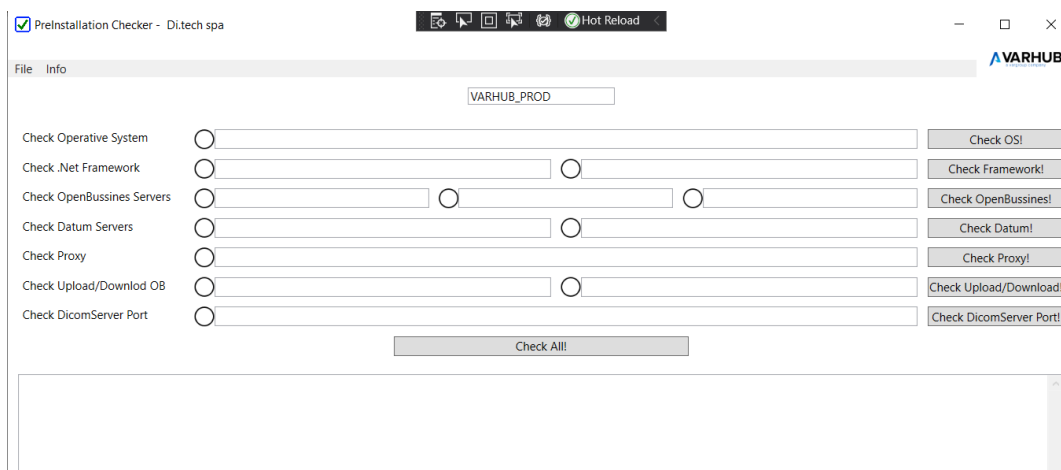 PreInstallation Checker - Di.tech spa
Hot Reload
File Info
VARHUB
VARHUB_PROD
Check Operative System
Check OS!
Check .Net Framework
Check Framework!
Check OpenBussines Servers
Check OpenBussines!
Check Datum Servers
Check Datum!
Check Proxy
Check Proxy!
Check Upload/Downlod OB
Check Upload/Download!
Check DicomServer Port
Check DicomServer Port!
Check All!